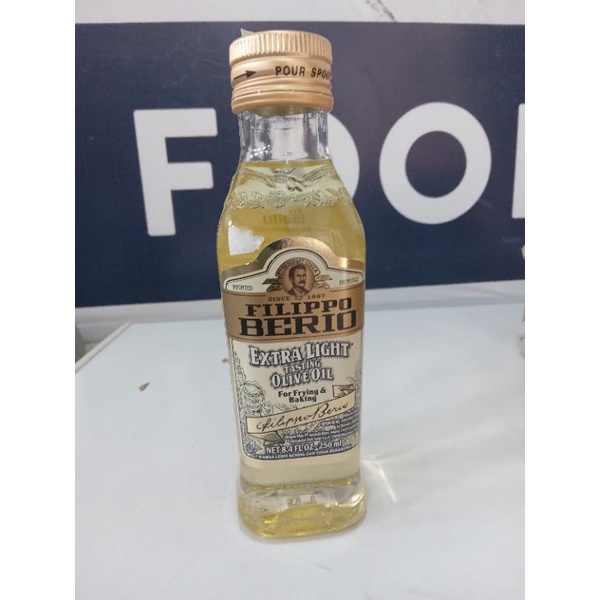 POUR SPOUT
FOO
SINCE 1867
FILIPPO
BERIO
EXTRA LIGHT
TASTING
OLIVE OIL
For Frying &
Baking
Filippo Berio
NET 8.4 FL OZ 250 ml